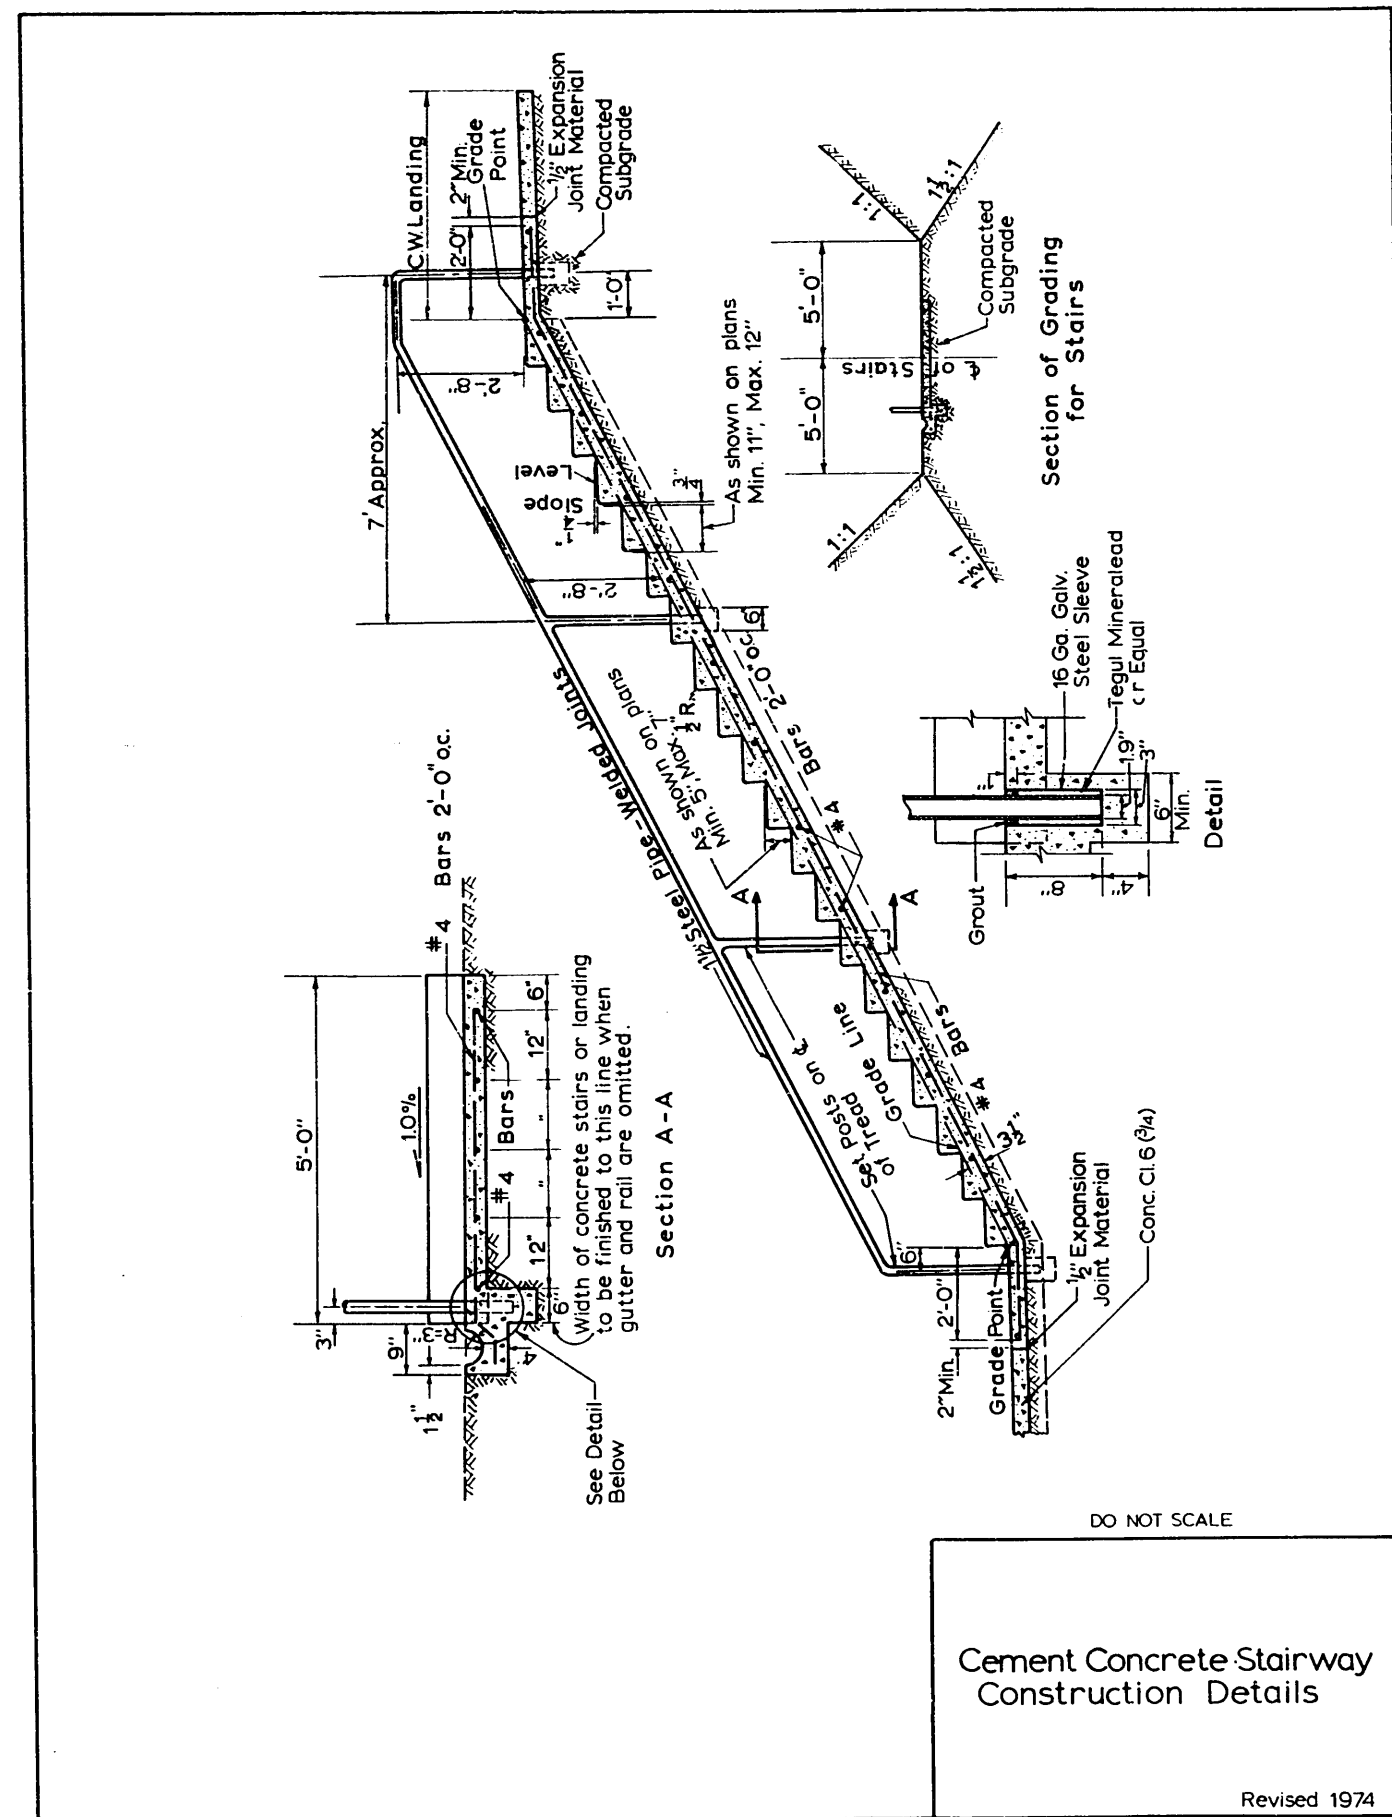 C.W. Landing
2'-0"
2" Min.
Grade
Point
1/2" Expansion
Joint Material
Compacted
Subgrade
1'-0"
7' Approx,
2'-8"
Slope
Level
1/4"
3/4"
As shown on plans
Min. 11", Max. 12"
2'-8"
6"
1½" Steel Pipe - Welded Joints
As shown on plans
Min. 5", Max. 7"
1/2" R.
Bars 2'-0" o.c.
#4
A
A
Set Posts on ℄
of Tread
Grade Line
#4 Bars
3½"
6"
2'-0"
2" Min.
Grade Point
1/2" Expansion
Joint Material
Conc. Cl. 6 (3/4)
5'-0"
1.0%
#4 Bars 2'-0" o.c.
Bars
#4
3"
9"
1½"
R=3"
4"
6"
12"
"
"
12"
6"
Width of concrete stairs or landing
to be finished to this line when
gutter and rail are omitted.
See Detail
Below
Section A-A
1:1
1½:1
1:1
1½:1
5'-0"
5'-0"
℄ of Stairs
Compacted
Subgrade
Section of Grading
for Stairs
Grout
8"
4"
1"
16 Ga. Galv.
Steel Sleeve
Tegul Mineralead
cr Equal
1.9"
3"
6"
Min.
Detail
DO NOT SCALE
Cement Concrete Stairway
Construction Details
Revised 1974